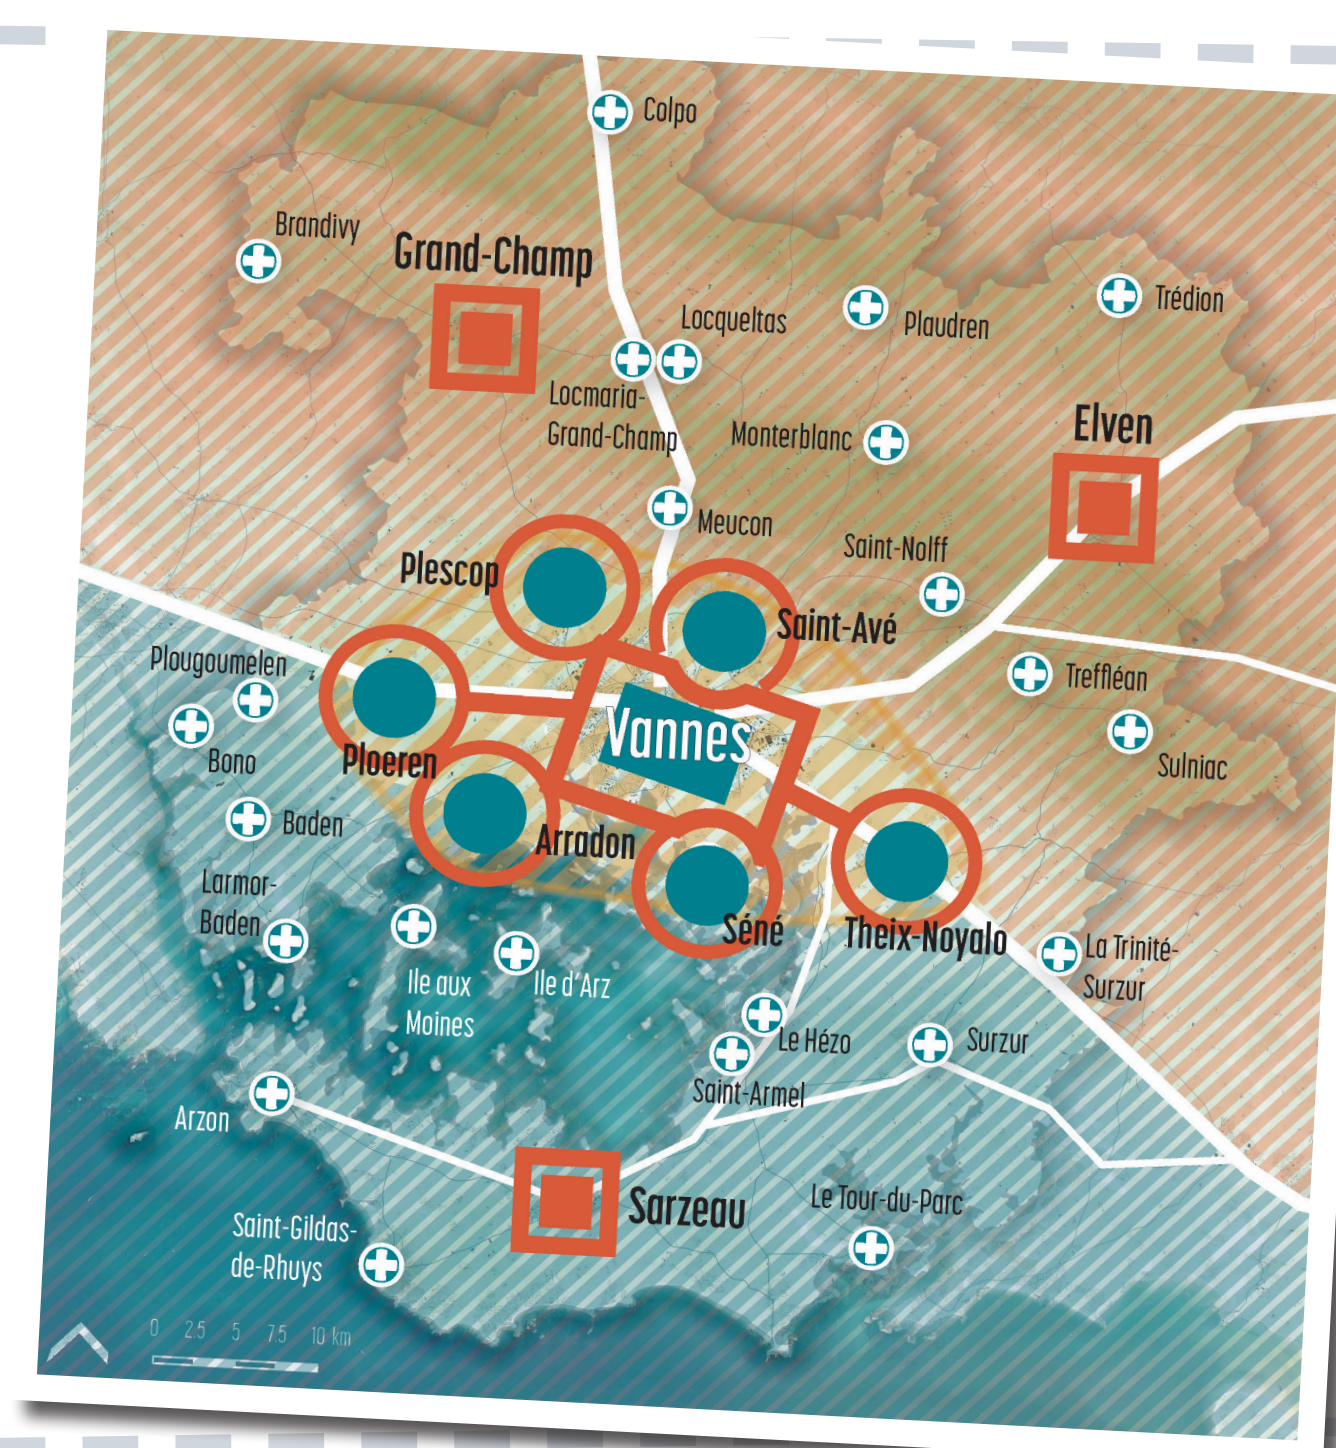 Colpo
Brandivy
Grand-Champ
Trédion
Locqueltas
Plaudren
Locmaria-
Grand-Champ
Elven
Monterblanc
Meucon
Saint-Nolff
Plescop
Saint-Avé
Plougoumelen
Treffléan
Vannes
Bono
Ploeren
Sulniac
Baden
Arradon
Larmor-
Baden
Séné
Theix-Noyalo
La Trinité-
Surzur
Ile aux
Moines
Ile d'Arz
Le Hézo
Surzur
Saint-Armel
Arzon
Sarzeau
Le Tour-du-Parc
Saint-Gildas-
de-Rhuys
0 2.5 5 7.5 10 km